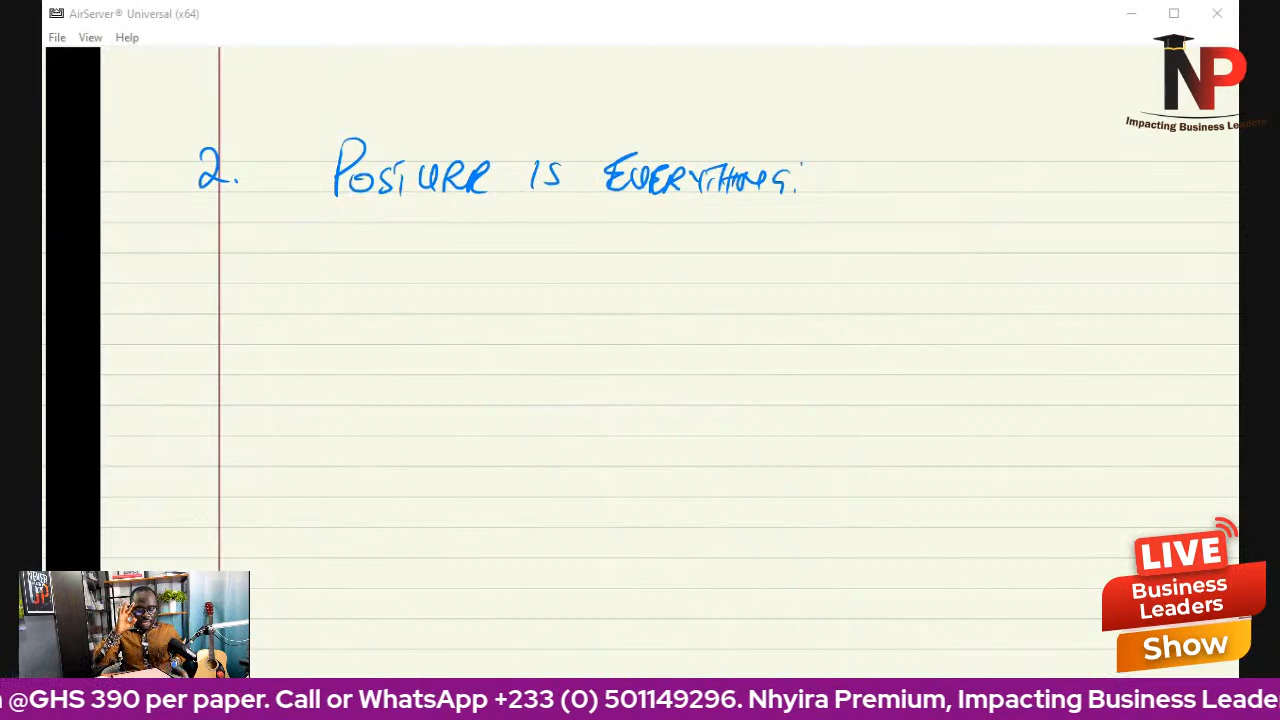 AirServer® Universal (x64)
File View Help
NP
Impacting Business Leaders
2. POSTURE IS EVERYTHING.
LIVE
Business
Leaders
Show
@GHS 390 per paper. Call or WhatsApp +233 (0) 501149296. Nhyira Premium, Impacting Business Leade